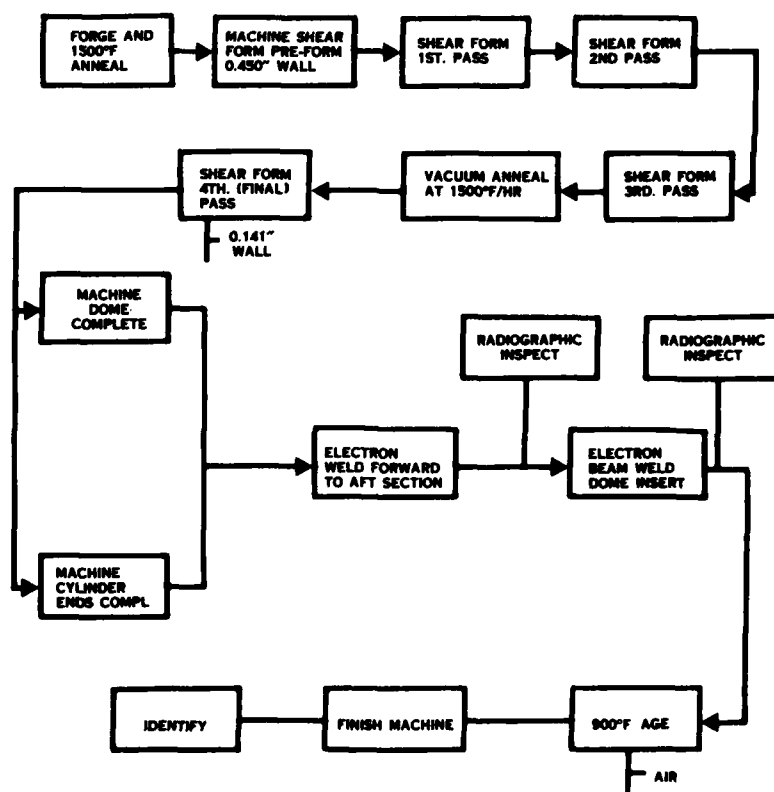 FORGE AND
1500°F
ANNEAL
MACHINE SHEAR
FORM PRE-FORM
0.450" WALL
SHEAR FORM
1ST. PASS
SHEAR FORM
2ND PASS
SHEAR FORM
4TH. (FINAL)
PASS
0.141"
WALL
VACUUM ANNEAL
AT 1500°F/HR
SHEAR FORM
3RD. PASS
MACHINE
DOME
COMPLETE
RADIOGRAPHIC
INSPECT
RADIOGRAPHIC
INSPECT
ELECTRON
WELD FORWARD
TO AFT SECTION
ELECTRON
BEAM WELD
DOME INSERT
MACHINE
CYLINDER
ENDS COMPL
IDENTIFY
FINISH MACHINE
900°F AGE
AIR